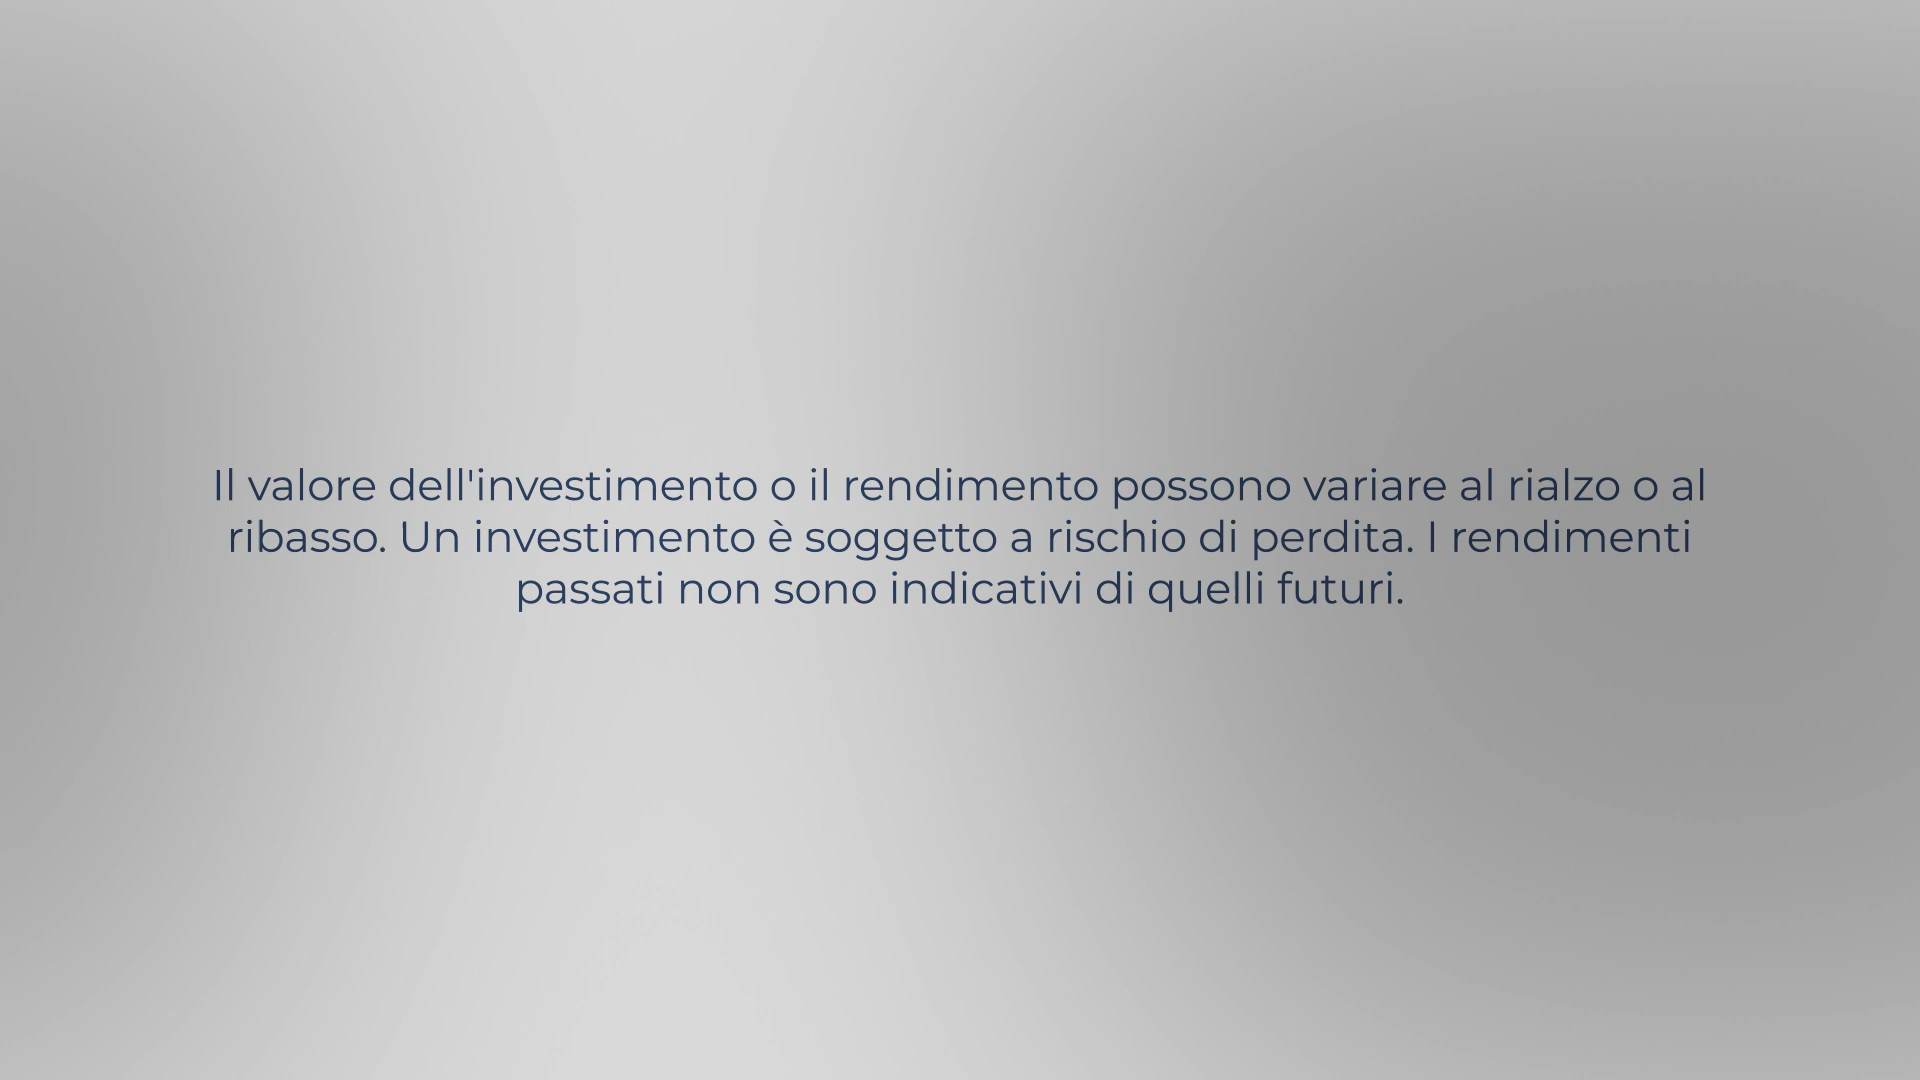 Il valore dell'investimento o il rendimento possono variare al rialzo o al
ribasso. Un investimento è soggetto a rischio di perdita. I rendimenti
passati non sono indicativi di quelli futuri.